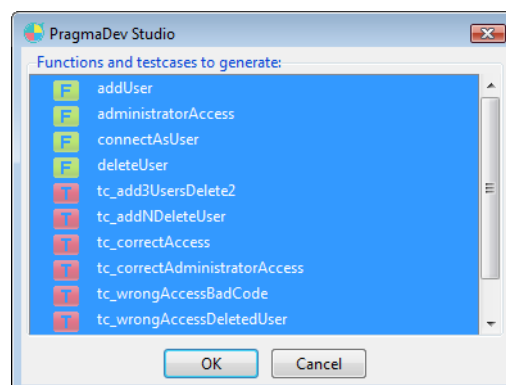 PragmaDev Studio
Functions and testcases to generate:
F addUser
F administratorAccess
F connectAsUser
F deleteUser
T tc_add3UsersDelete2
T tc_addNDeleteUser
T tc_correctAccess
T tc_correctAdministratorAccess
T tc_wrongAccessBadCode
T tc_wrongAccessDeletedUser
OK Cancel